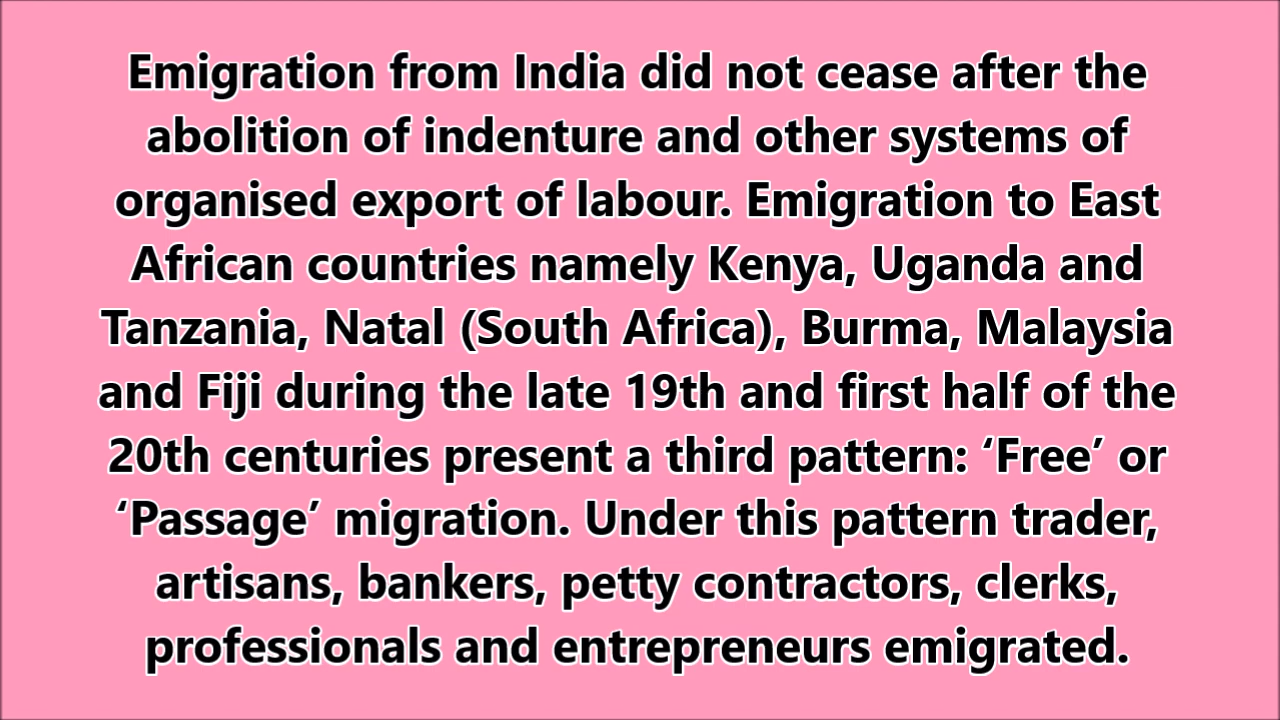 Emigration from India did not cease after the
abolition of indenture and other systems of
organised export of labour. Emigration to East
African countries namely Kenya, Uganda and
Tanzania, Natal (South Africa), Burma, Malaysia
and Fiji during the late 19th and first half of the
20th centuries present a third pattern: ‘Free’ or
‘Passage’ migration. Under this pattern trader,
artisans, bankers, petty contractors, clerks,
professionals and entrepreneurs emigrated.